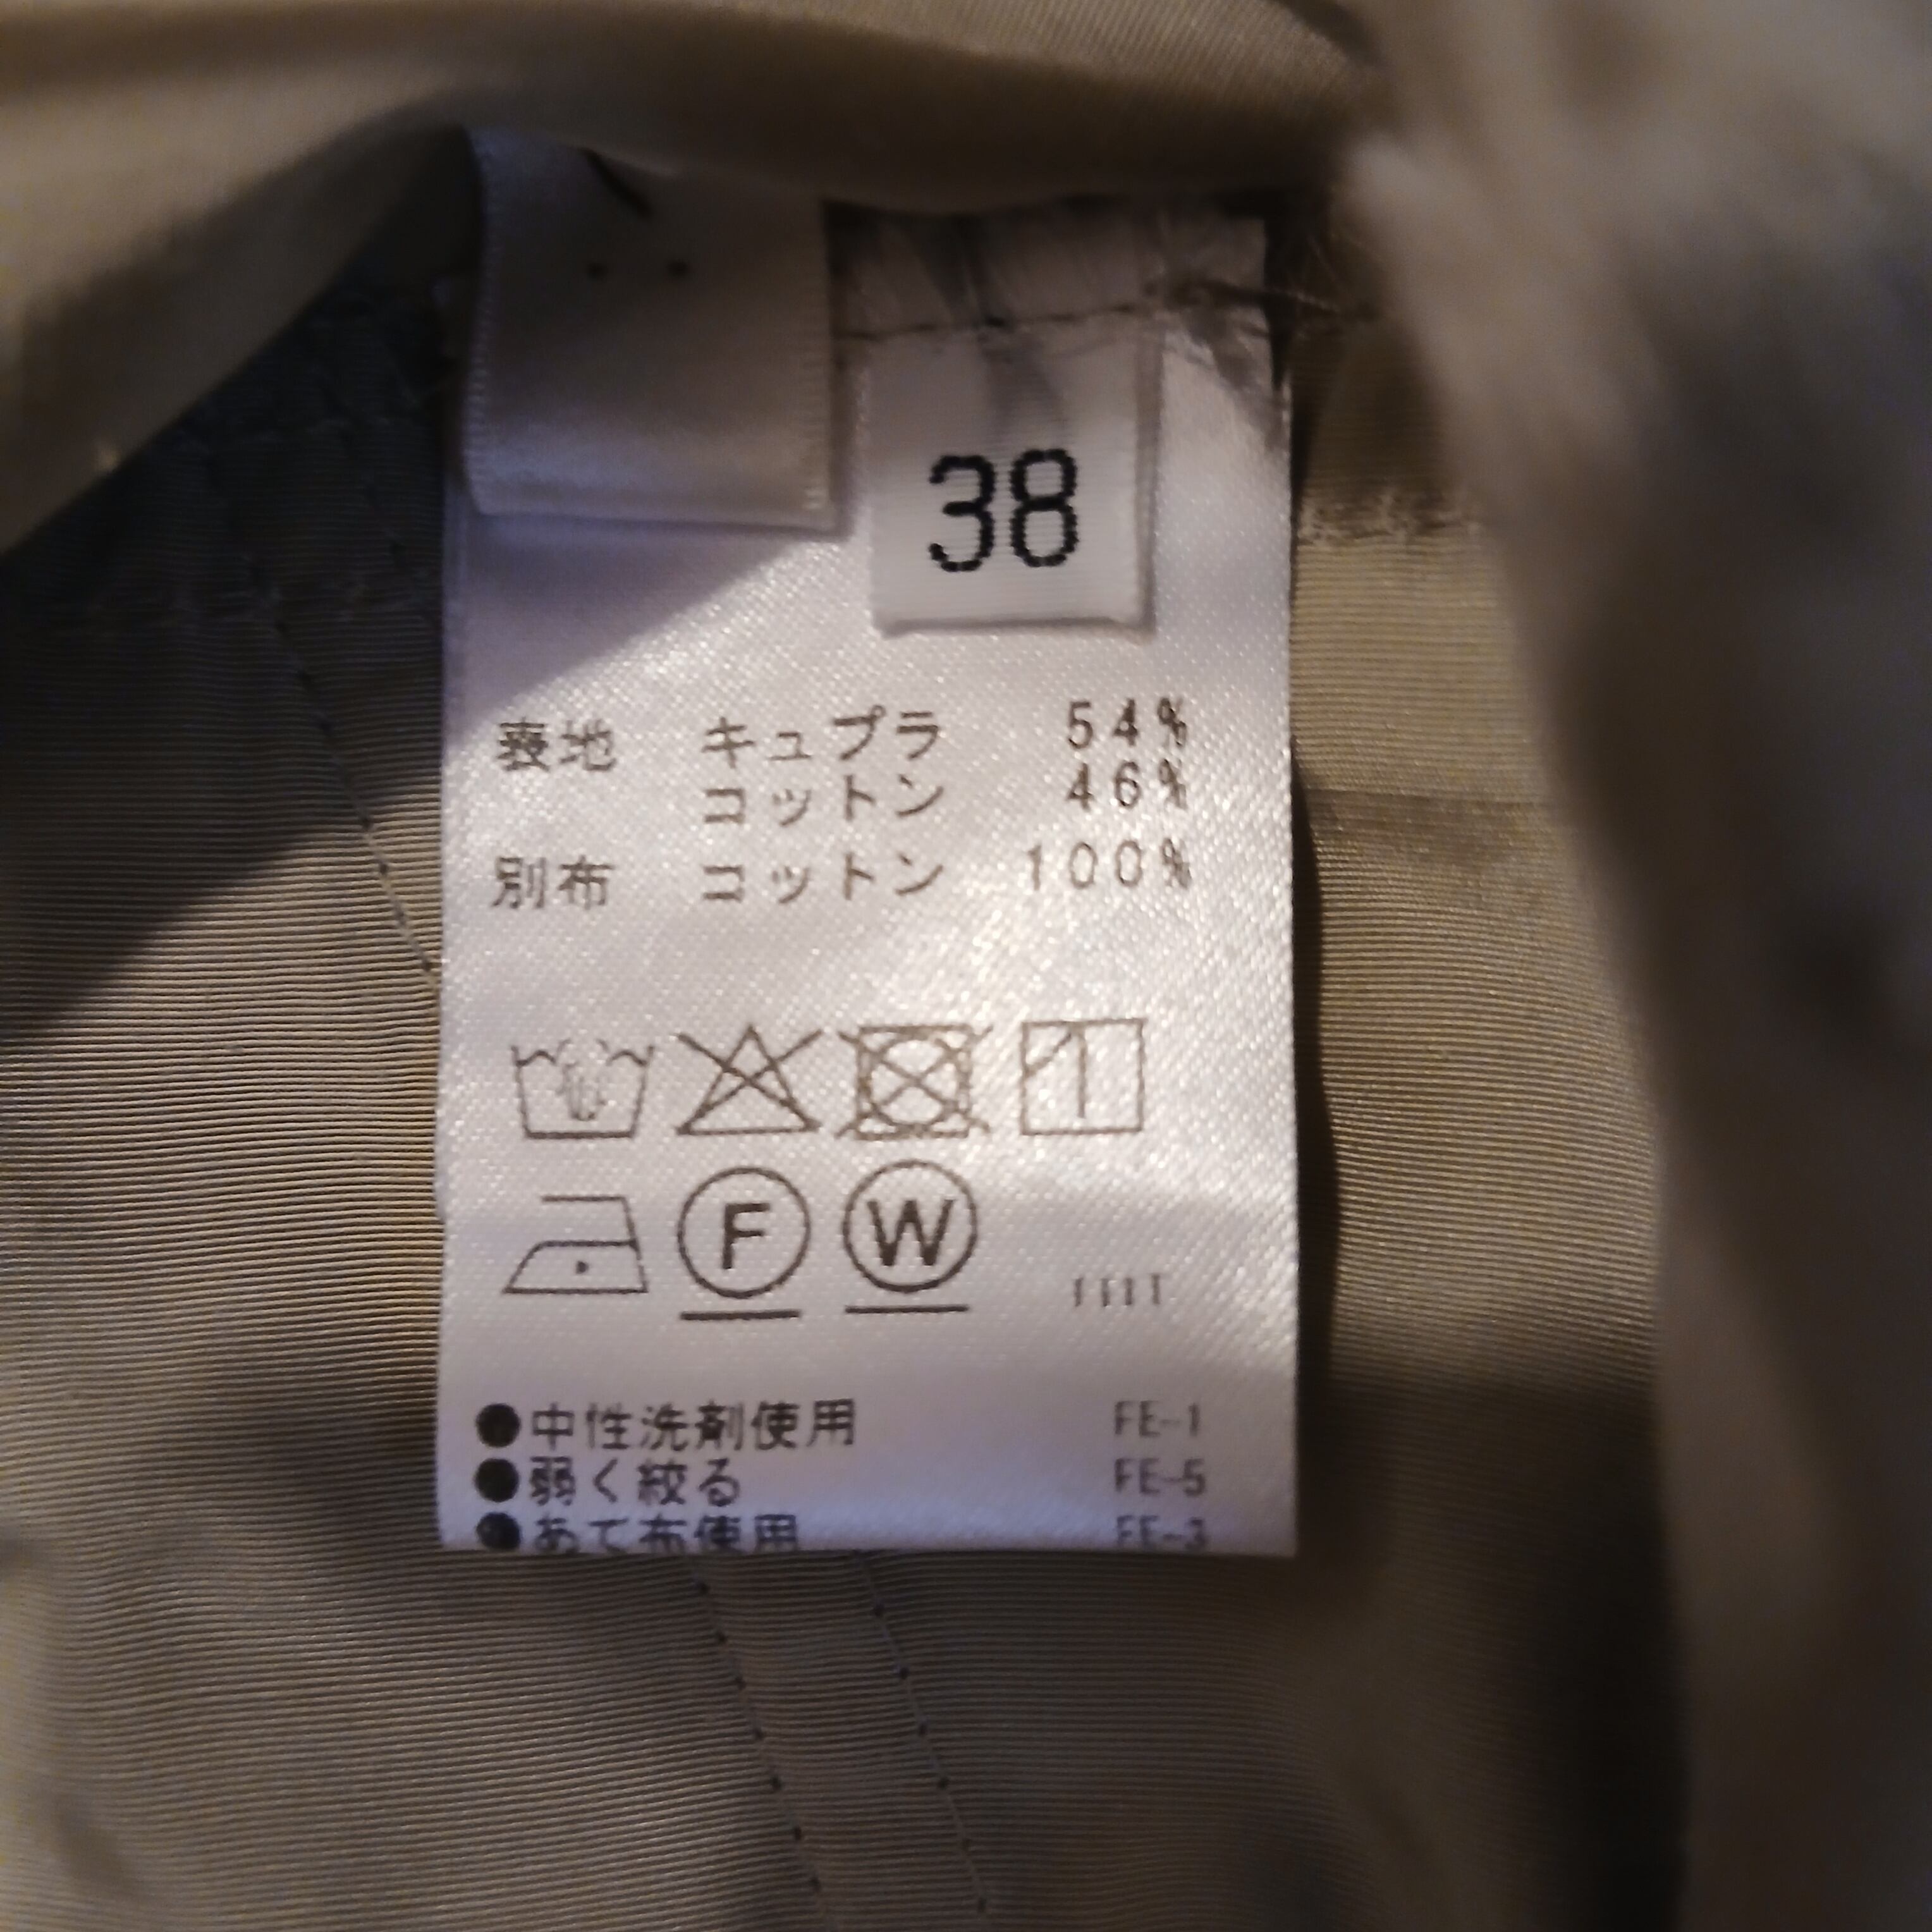 38
表地 キュプラ 54%
コットン 46%
別布 コットン 100%
F W
●中性洗剤使用 FE-1
●弱く絞る FE-5
●あて布使用 FE-3